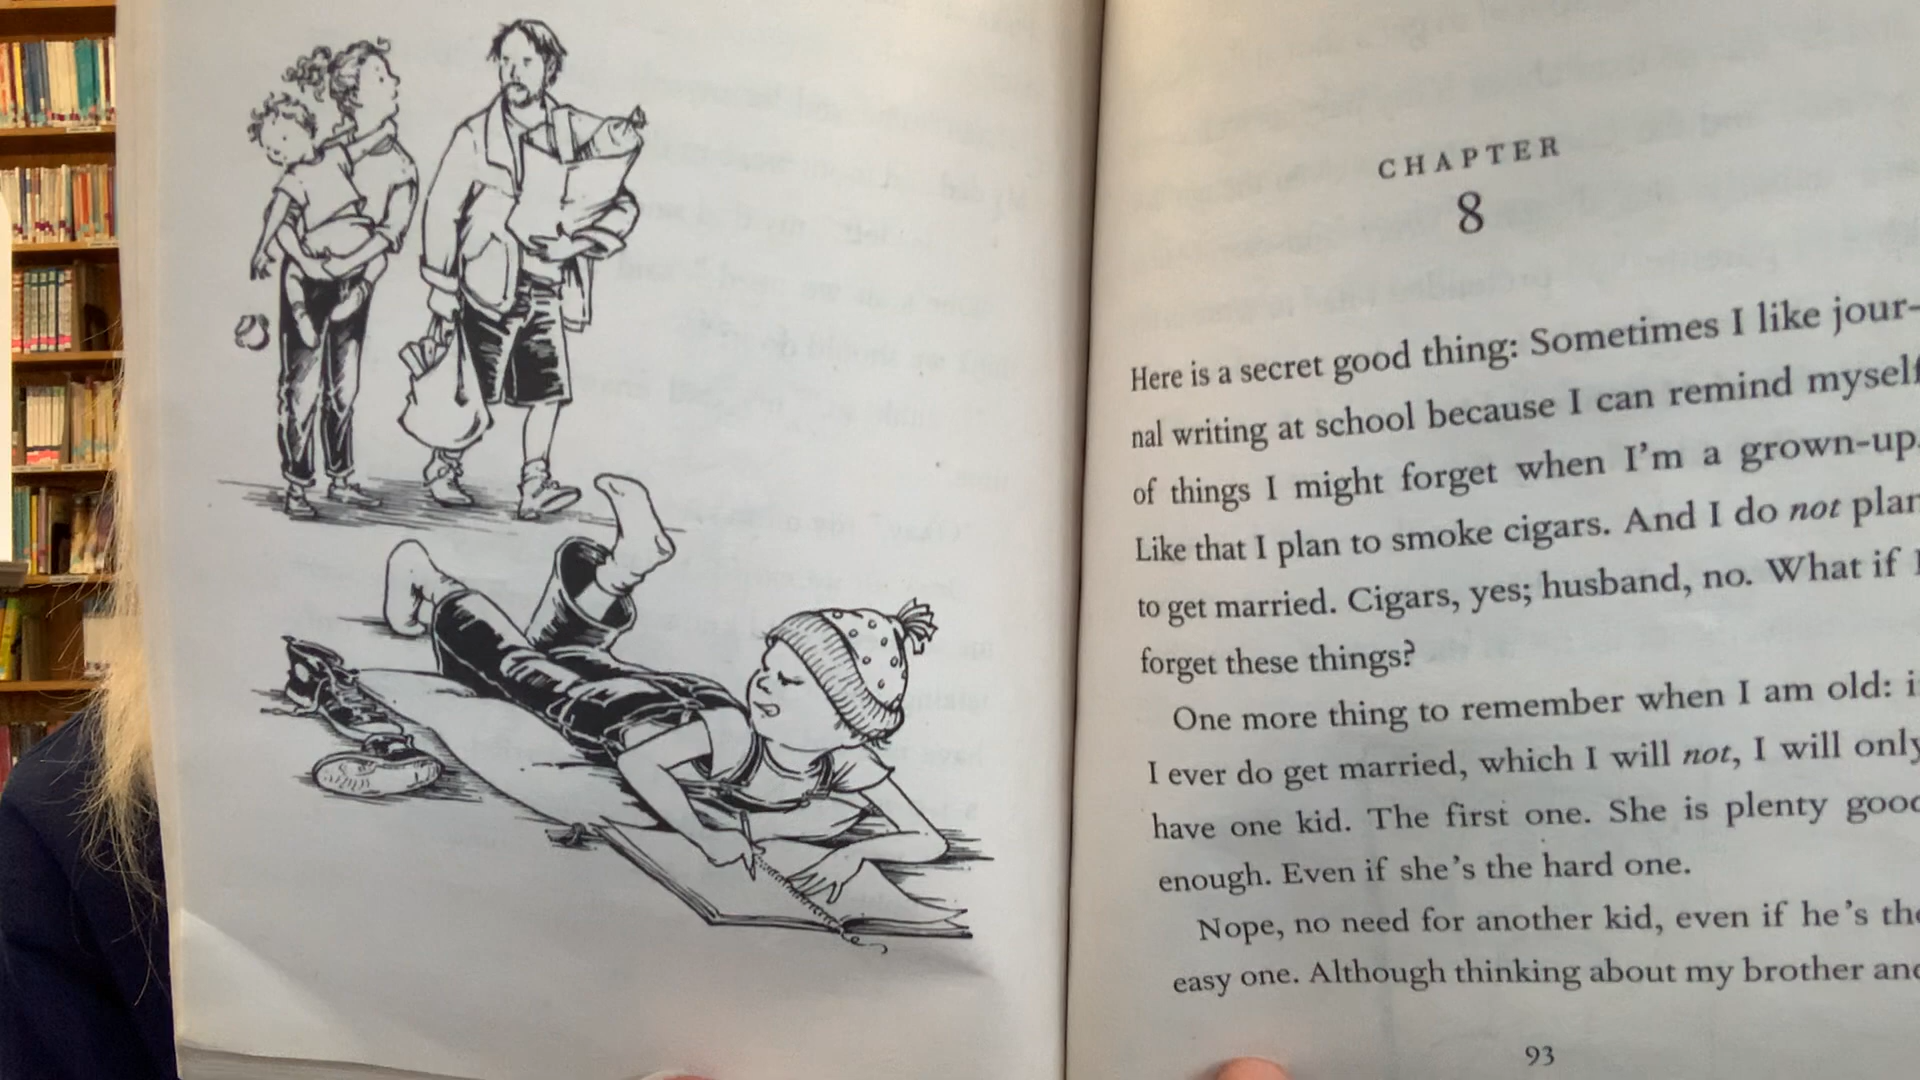 CHAPTER
8
Here is a secret good thing: Sometimes I like jour-
nal writing at school because I can remind myself
of things I might forget when I'm a grown-up.
Like that I plan to smoke cigars. And I do not plan
to get married. Cigars, yes; husband, no. What if I
forget these things?
One more thing to remember when I am old: i
I ever do get married, which I will not, I will only
have one kid. The first one. She is plenty good
enough. Even if she's the hard one.
Nope, no need for another kid, even if he's the
easy one. Although thinking about my brother and
93